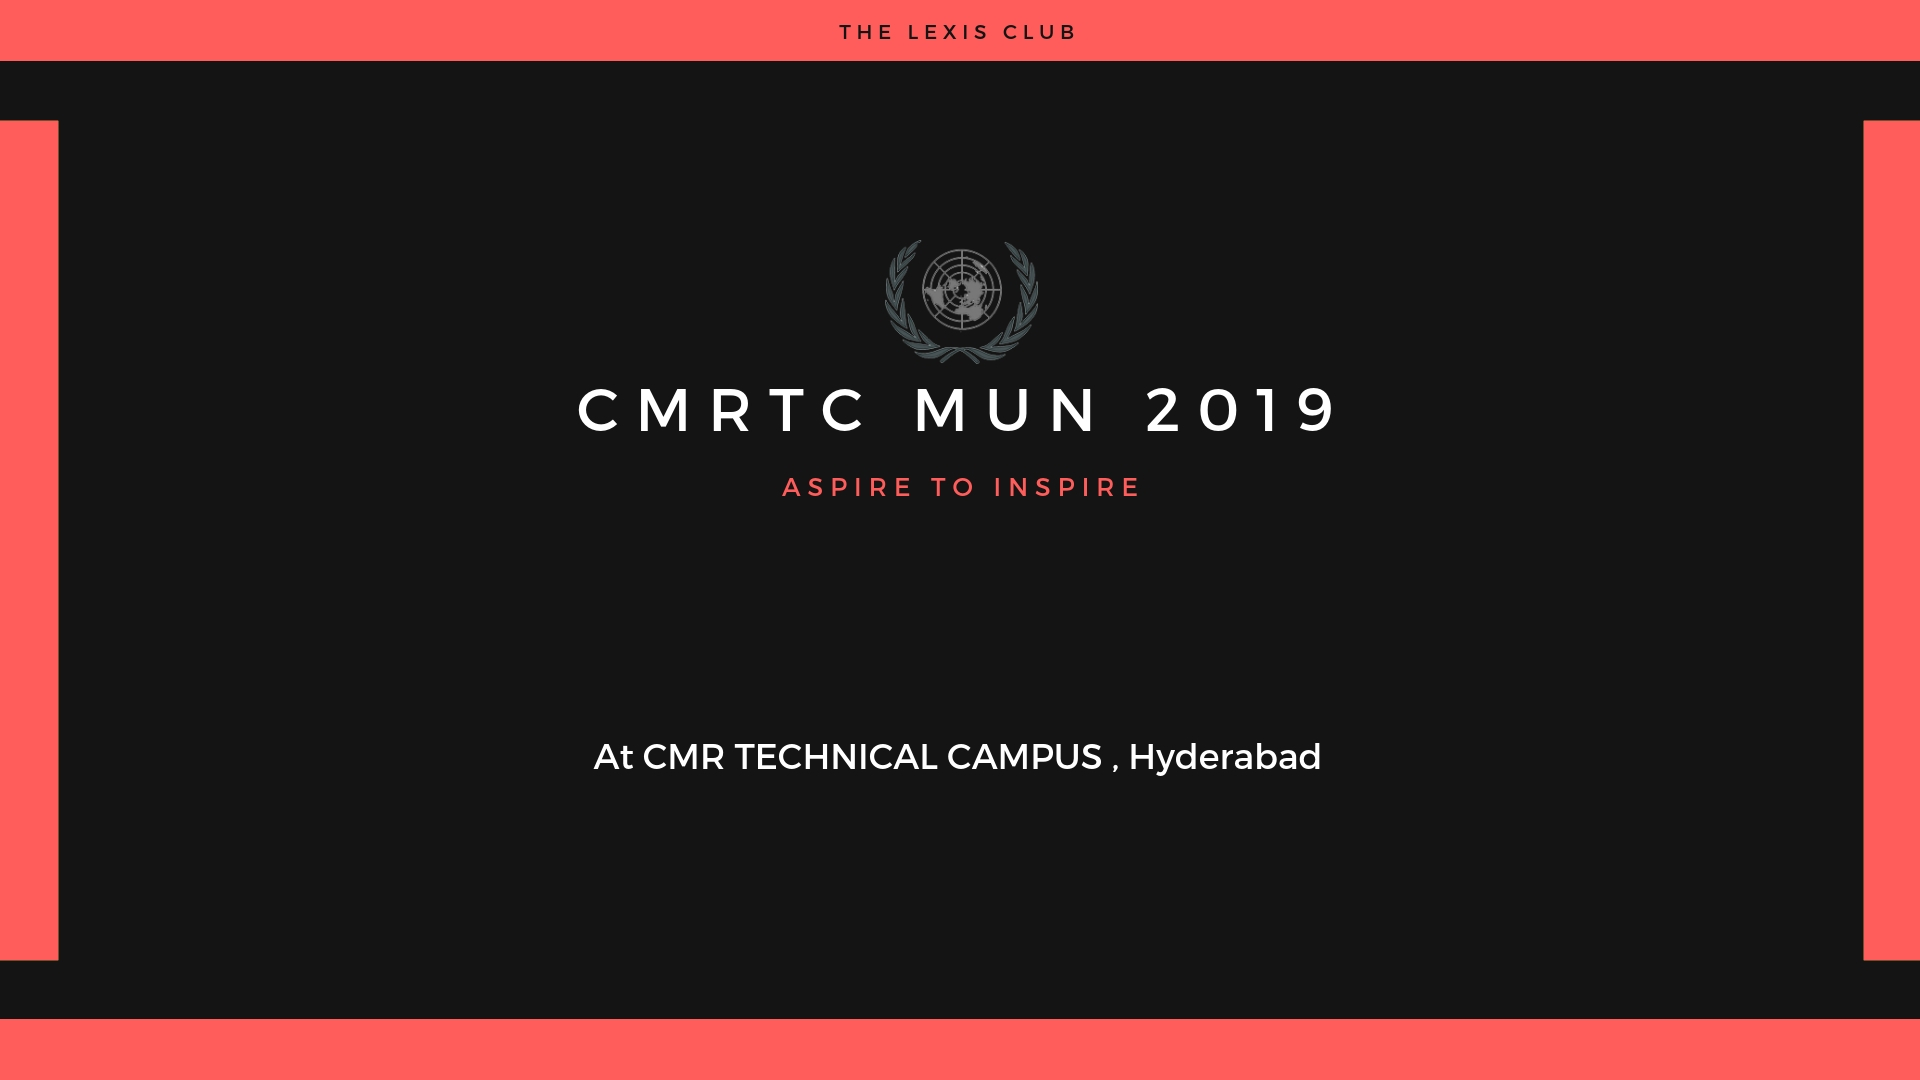 THE LEXIS CLUB
CMRTC MUN 2019
ASPIRE TO INSPIRE
At CMR TECHNICAL CAMPUS , Hyderabad